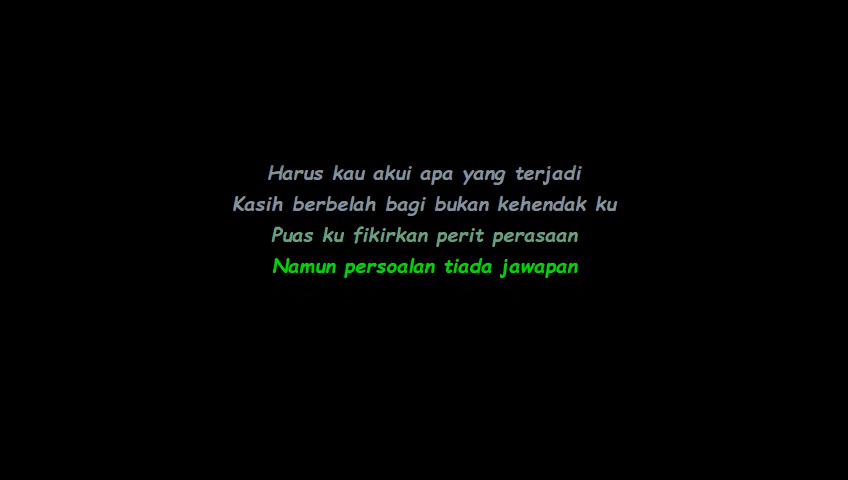 Harus kau akui apa yang terjadi
Kasih berbelah bagi bukan kehendak ku
Puas ku fikirkan perit perasaan
Namun persoalan tiada jawapan